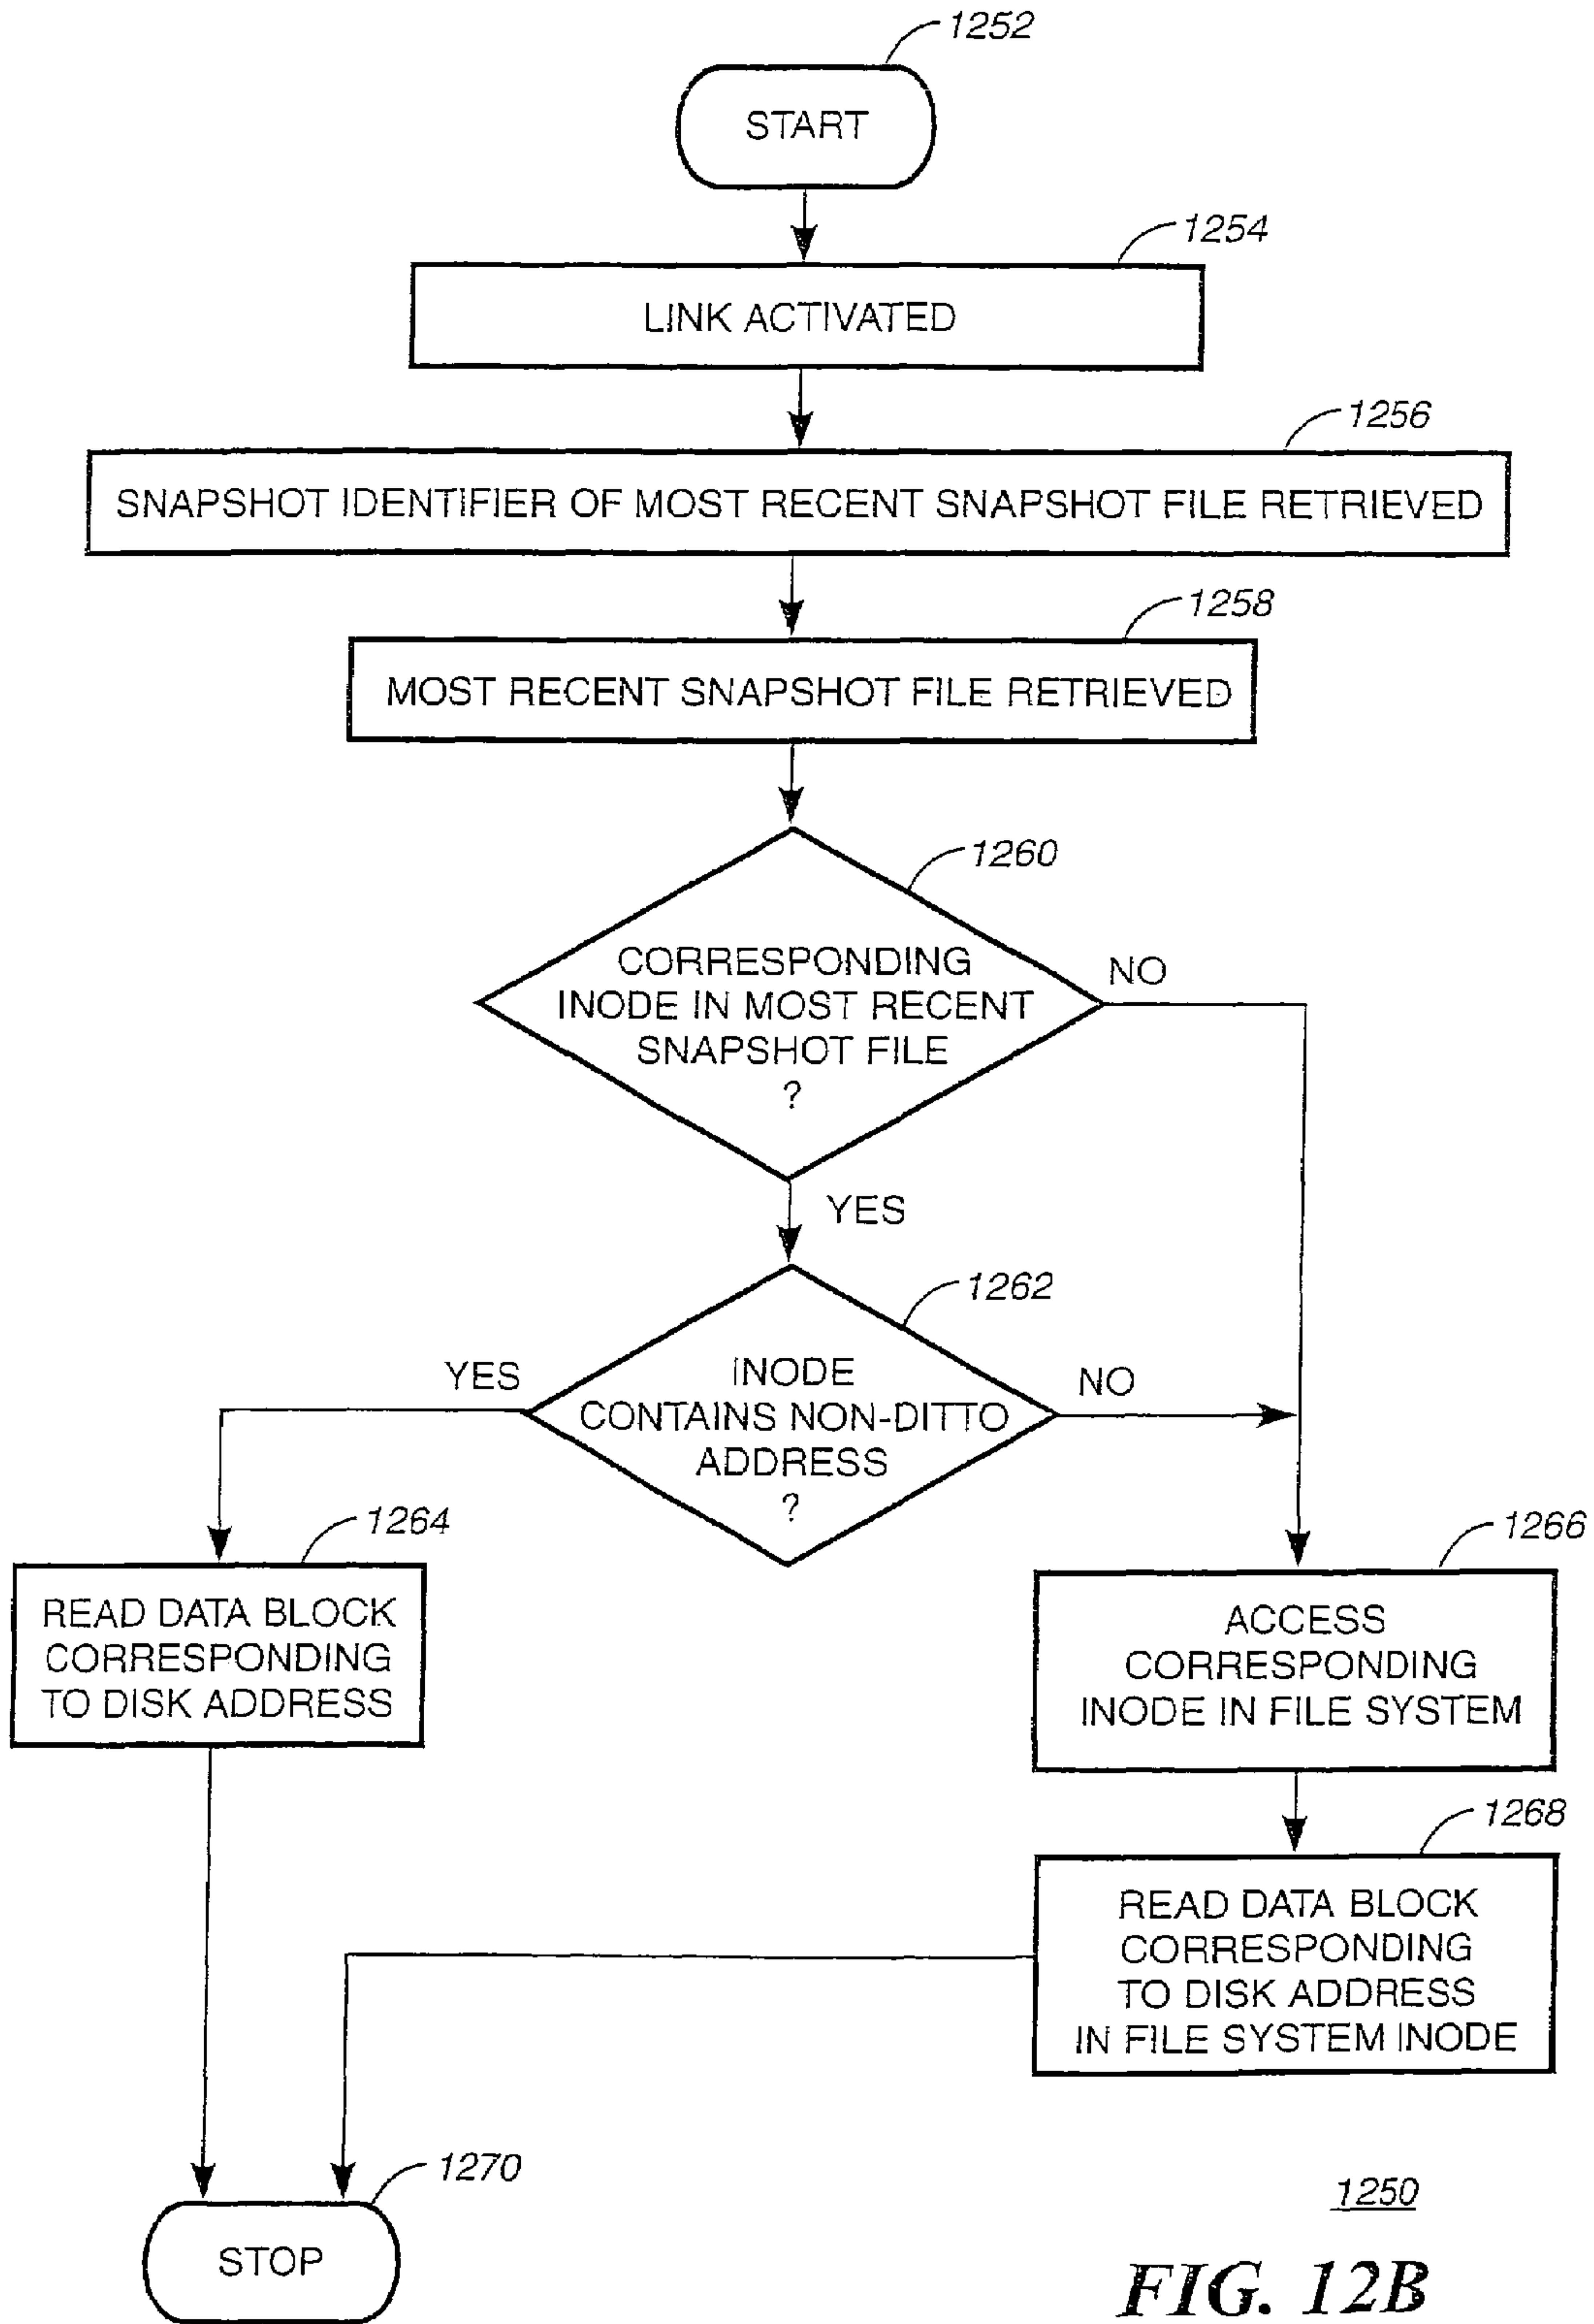 1252
START
1254
LINK ACTIVATED
1256
SNAPSHOT IDENTIFIER OF MOST RECENT SNAPSHOT FILE RETRIEVED
1258
MOST RECENT SNAPSHOT FILE RETRIEVED
1260
CORRESPONDING
INODE IN MOST RECENT
SNAPSHOT FILE
?
NO
YES
1262
INODE
CONTAINS NON-DITTO
ADDRESS
?
YES
NO
1264
READ DATA BLOCK
CORRESPONDING
TO DISK ADDRESS
1266
ACCESS
CORRESPONDING
INODE IN FILE SYSTEM
1268
READ DATA BLOCK
CORRESPONDING
TO DISK ADDRESS
IN FILE SYSTEM INODE
1270
STOP
1250
FIG. 12B